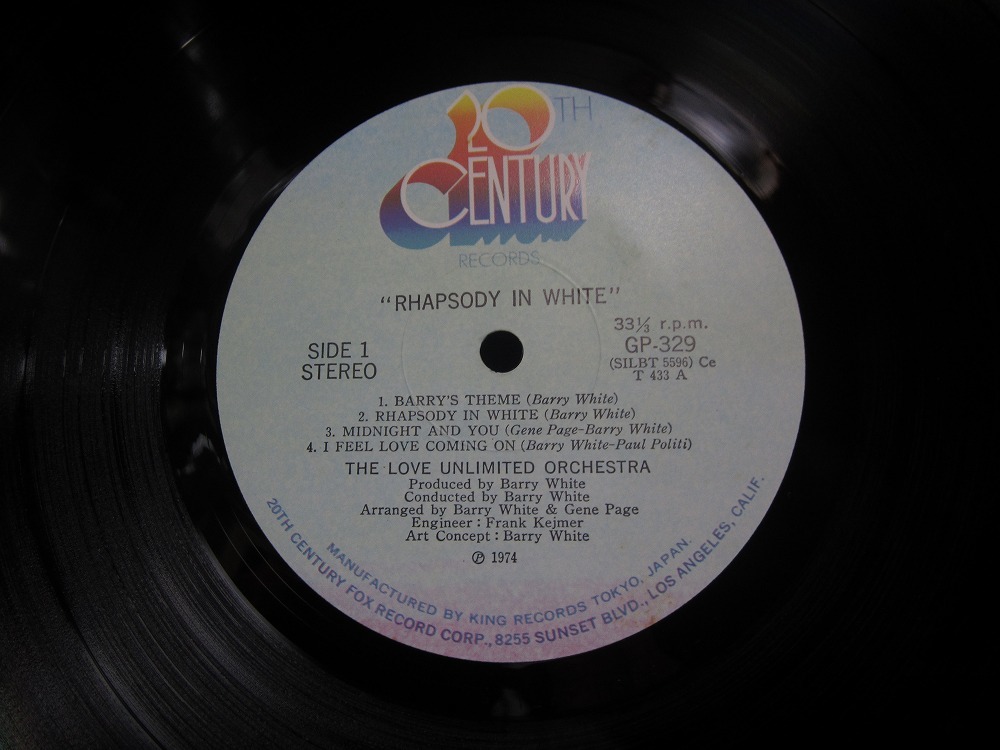 20TH
CENTURY
RECORDS
"RHAPSODY IN WHITE"
SIDE 1
STEREO
33⅓ r.p.m.
GP-329
(SILBT 5596) Ce
T 433 A
1. BARRY'S THEME (Barry White)
2. RHAPSODY IN WHITE (Barry White)
3. MIDNIGHT AND YOU (Gene Page-Barry White)
4. I FEEL LOVE COMING ON (Barry White-Paul Politi)
THE LOVE UNLIMITED ORCHESTRA
Produced by Barry White
Conducted by Barry White
Arranged by Barry White & Gene Page
Engineer : Frank Kejmer
Art Concept : Barry White
℗ 1974
MANUFACTURED BY KING RECORDS TOKYO, JAPAN.
20TH CENTURY FOX RECORD CORP., 8255 SUNSET BLVD., LOS ANGELES, CALIF.